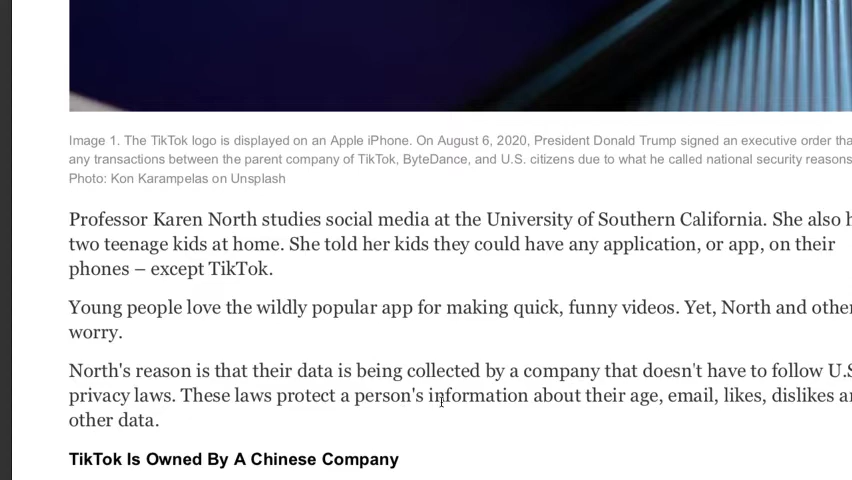 Image 1. The TikTok logo is displayed on an Apple iPhone. On August 6, 2020, President Donald Trump signed an executive order
any transactions between the parent company of TikTok, ByteDance, and U.S. citizens due to what he called national security reasons
Photo: Kon Karampelas on Unsplash
Professor Karen North studies social media at the University of Southern California. She also
two teenage kids at home. She told her kids they could have any application, or app, on their
phones – except TikTok.
Young people love the wildly popular app for making quick, funny videos. Yet, North and
worry.
North's reason is that their data is being collected by a company that doesn't have to follow
privacy laws. These laws protect a person's information about their age, email, likes, dislikes
other data.
TikTok Is Owned By A Chinese Company